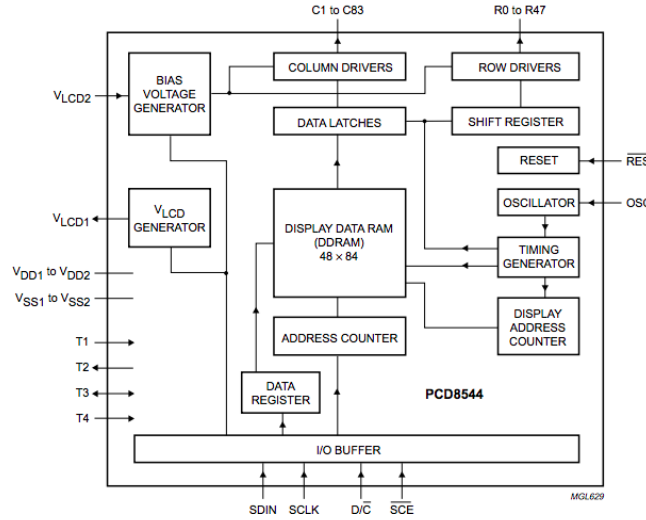 C1 to C83
R0 to R47
BIAS
VOLTAGE
GENERATOR
COLUMN DRIVERS
ROW DRIVERS
VLCD2
DATA LATCHES
SHIFT REGISTER
RESET
RES
OSCILLATOR
OSC
VLCD1
VLCD
GENERATOR
DISPLAY DATA RAM
(DDRAM)
48 × 84
TIMING
GENERATOR
VDD1 to VDD2
VSS1 to VSS2
DISPLAY
ADDRESS
COUNTER
ADDRESS COUNTER
T1
T2
T3
T4
DATA
REGISTER
PCD8544
I/O BUFFER
MGL629
SDIN
SCLK
D/C̅
S̅C̅E̅